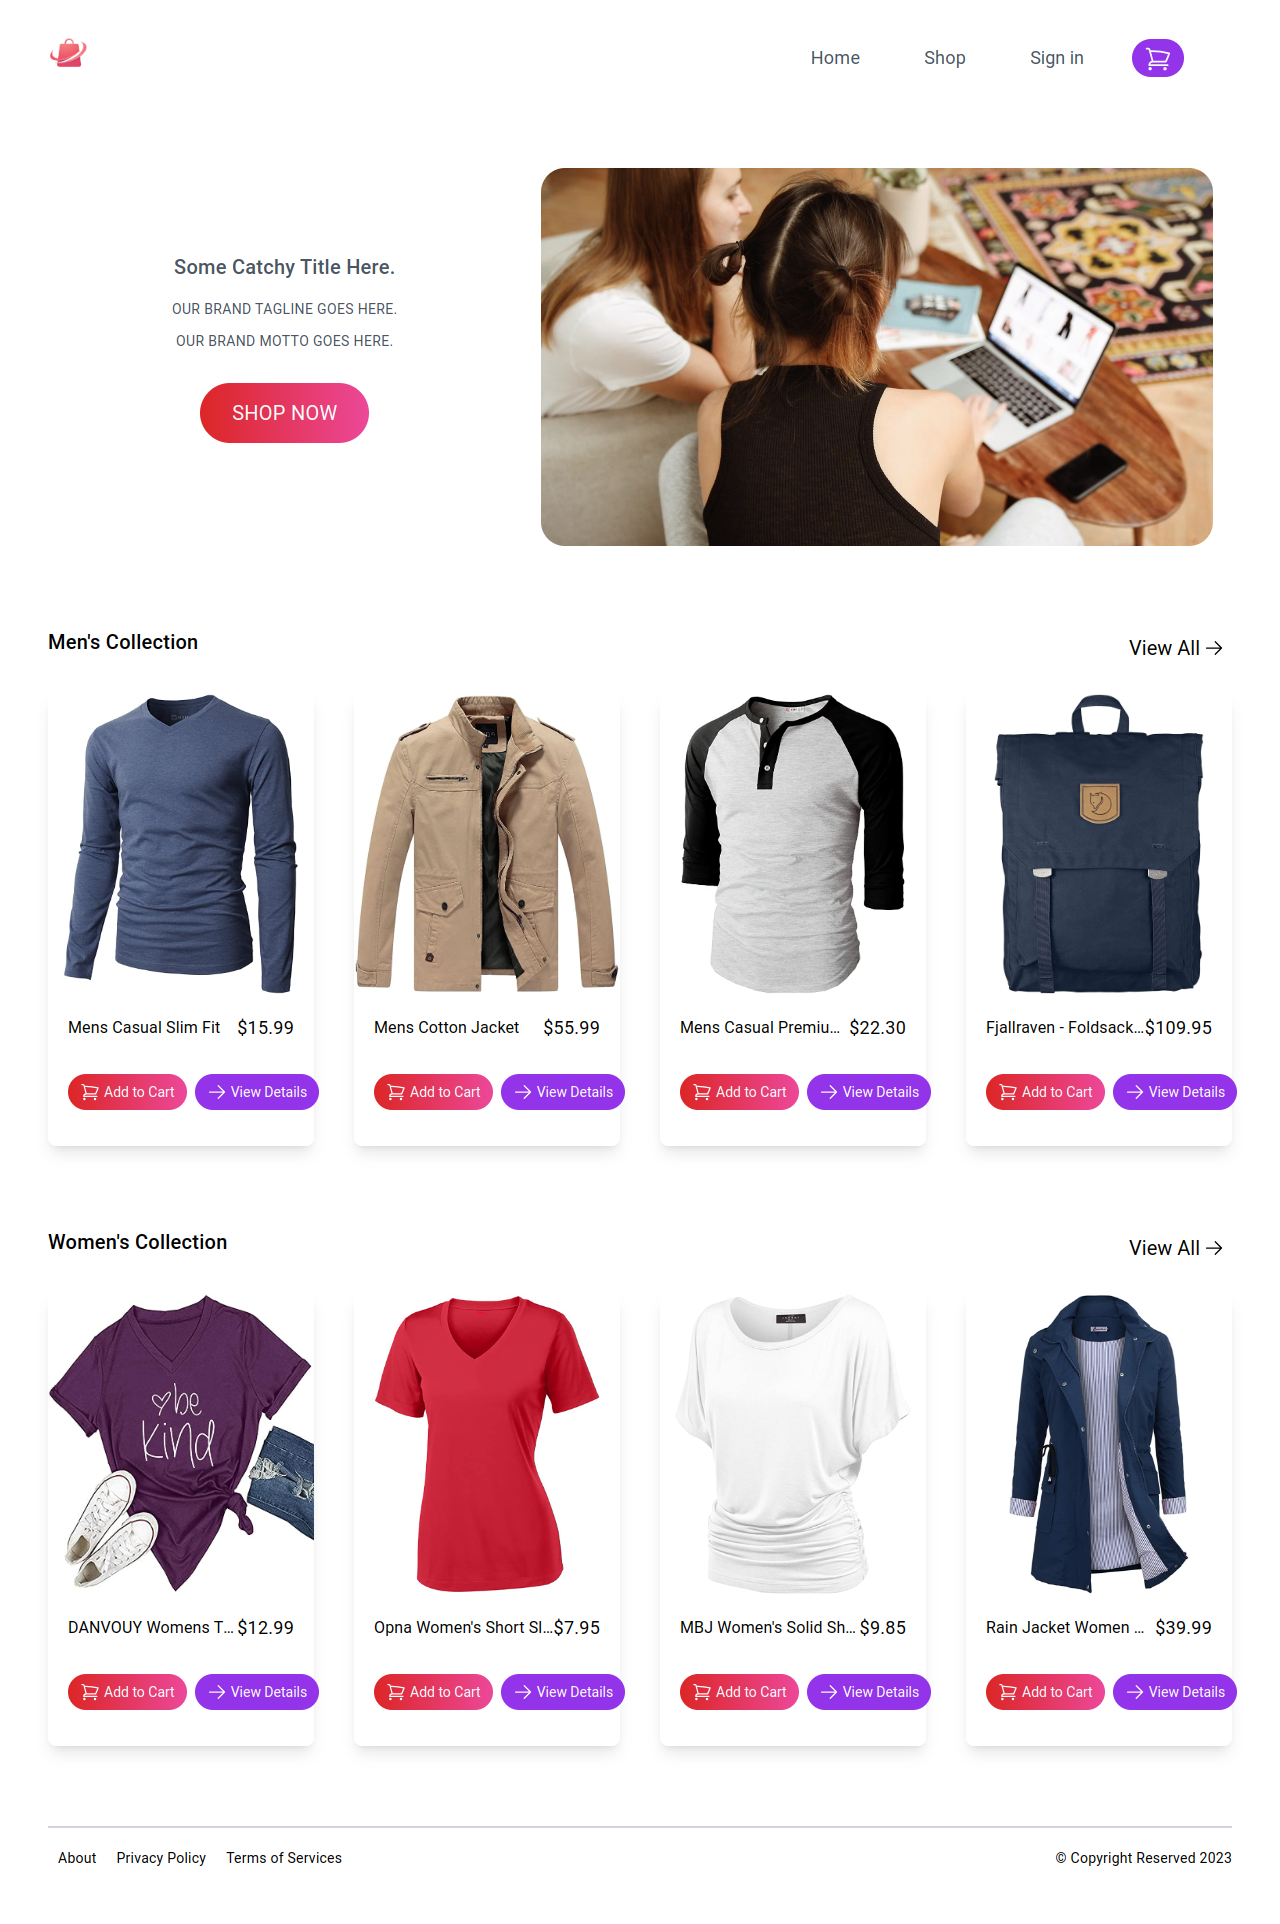 Home
Shop
Sign in
Some Catchy Title Here.
OUR BRAND TAGLINE GOES HERE.
OUR BRAND MOTTO GOES HERE.
SHOP NOW
Men's Collection
View All
Mens Casual Slim Fit $15.99
Add to Cart View Details
Mens Cotton Jacket $55.99
Add to Cart View Details
Mens Casual Premiu... $22.30
Add to Cart View Details
Fjallraven - Foldsack... $109.95
Add to Cart View Details
Women's Collection
View All
be
kind
DANVOUY Womens T... $12.99
Add to Cart View Details
Opna Women's Short Sl... $7.95
Add to Cart View Details
MBJ Women's Solid Sh... $9.85
Add to Cart View Details
Rain Jacket Women ... $39.99
Add to Cart View Details
About
Privacy Policy
Terms of Services
© Copyright Reserved 2023